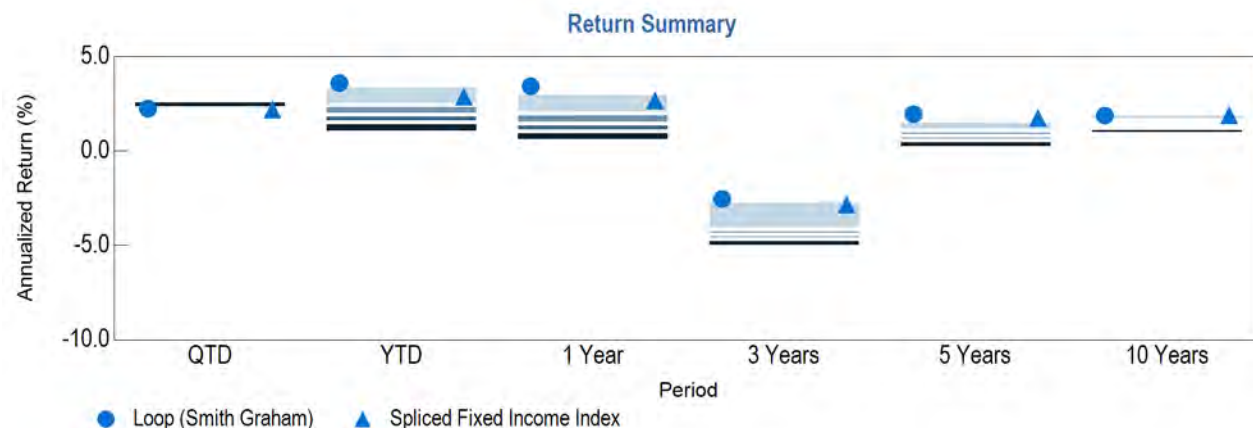 Return Summary
5.0
0.0
-5.0
-10.0
Annualized Return (%)
QTD YTD 1 Year 3 Years 5 Years 10 Years
Period
Loop (Smith Graham) Spliced Fixed Income Index